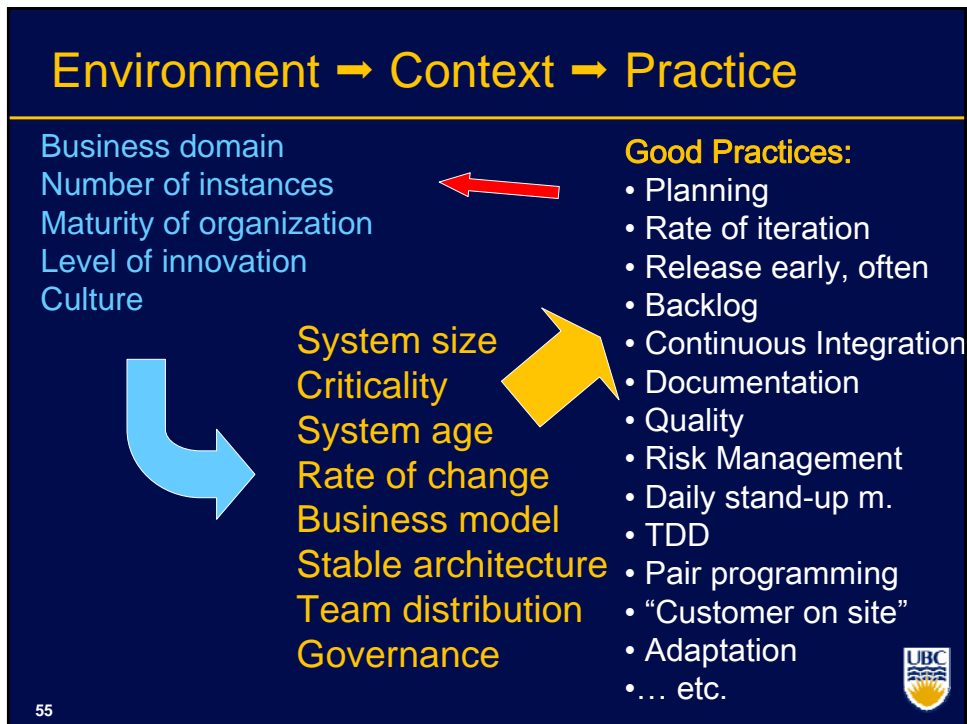 Environment ➞ Context ➞ Practice
Business domain
Number of instances
Maturity of organization
Level of innovation
Culture
System size
Criticality
System age
Rate of change
Business model
Stable architecture
Team distribution
Governance
Good Practices:
• Planning
• Rate of iteration
• Release early, often
• Backlog
• Continuous Integration
• Documentation
• Quality
• Risk Management
• Daily stand-up m.
• TDD
• Pair programming
• “Customer on site”
• Adaptation
•… etc.
UBC
55